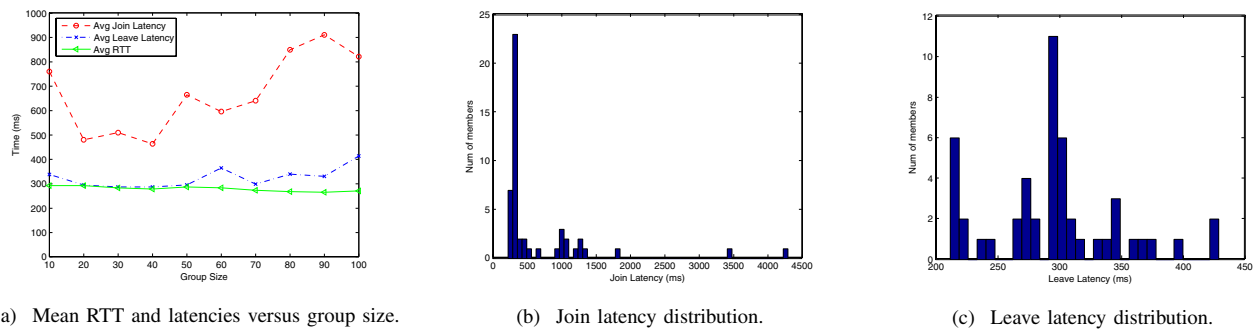 Avg Join Latency
Avg Leave Latency
Avg RTT
1000
900
800
700
600
500
400
300
200
100
0
Time (ms)
10 20 30 40 50 60 70 80 90 100
Group Size
a) Mean RTT and latencies versus group size.
25
20
15
10
5
0
Num of members
0 500 1000 1500 2000 2500 3000 3500 4000 4500
Join Latency (ms)
(b) Join latency distribution.
12
10
8
6
4
2
0
Num of members
200 250 300 350 400 450
Leave Latency (ms)
(c) Leave latency distribution.